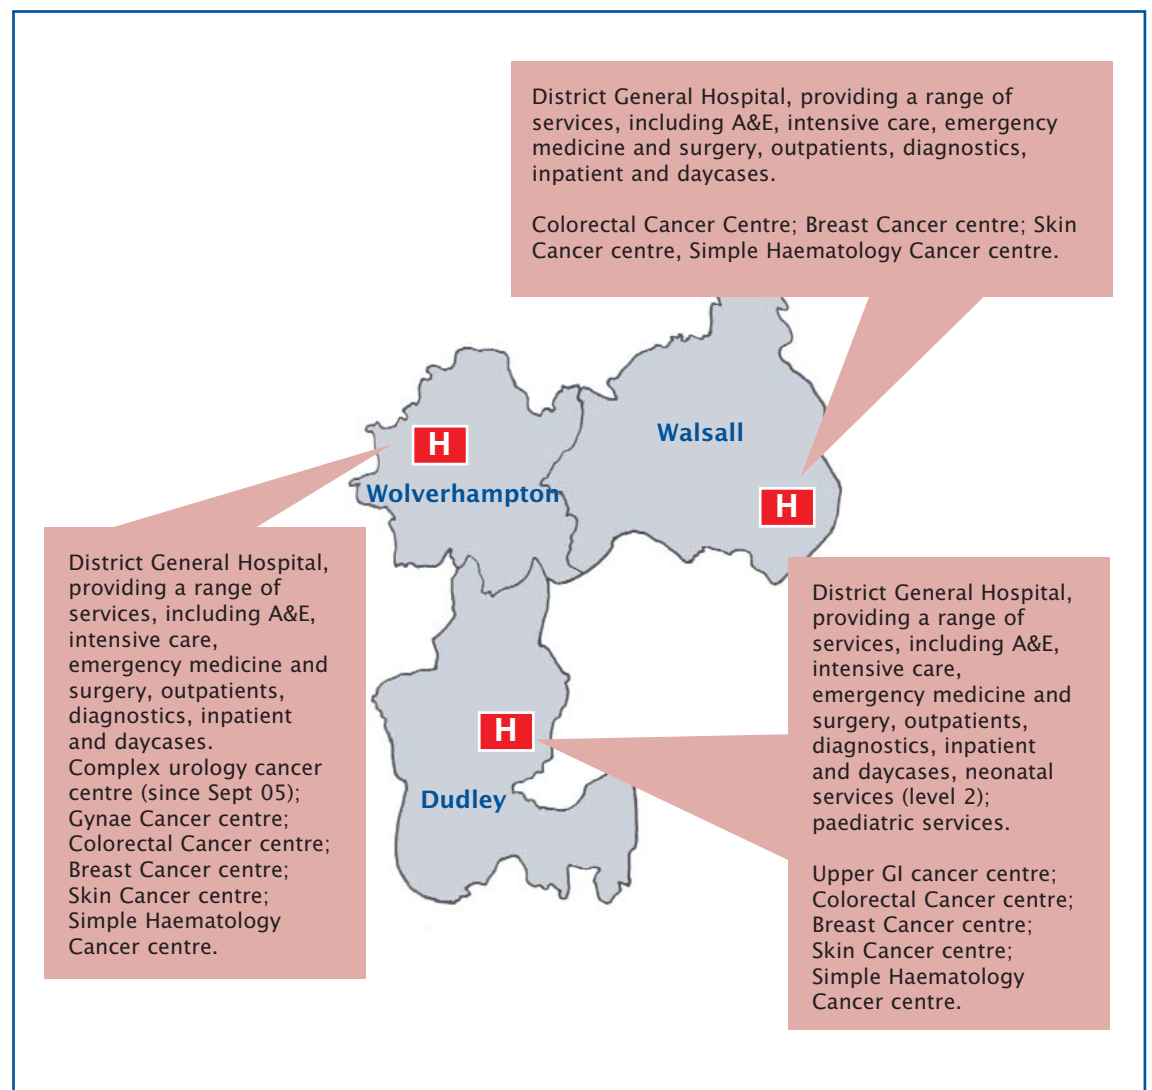 District General Hospital, providing a range of
services, including A&E, intensive care, emergency
medicine and surgery, outpatients, diagnostics,
inpatient and daycases.
Colorectal Cancer Centre; Breast Cancer centre; Skin
Cancer centre, Simple Haematology Cancer centre.
Walsall
H
H
Wolverhampton
District General Hospital,
providing a range of
services, including A&E,
intensive care,
emergency medicine and
surgery, outpatients,
diagnostics, inpatient
and daycases.
Complex urology cancer
centre (since Sept 05);
Gynae Cancer centre;
Colorectal Cancer centre;
Breast Cancer centre;
Skin Cancer centre;
Simple Haematology
Cancer centre.
H
Dudley
District General Hospital,
providing a range of
services, including A&E,
intensive care,
emergency medicine and
surgery, outpatients,
diagnostics, inpatient
and daycases, neonatal
services (level 2);
paediatric services.
Upper GI cancer centre;
Colorectal Cancer centre;
Breast Cancer centre;
Skin Cancer centre;
Simple Haematology
Cancer centre.